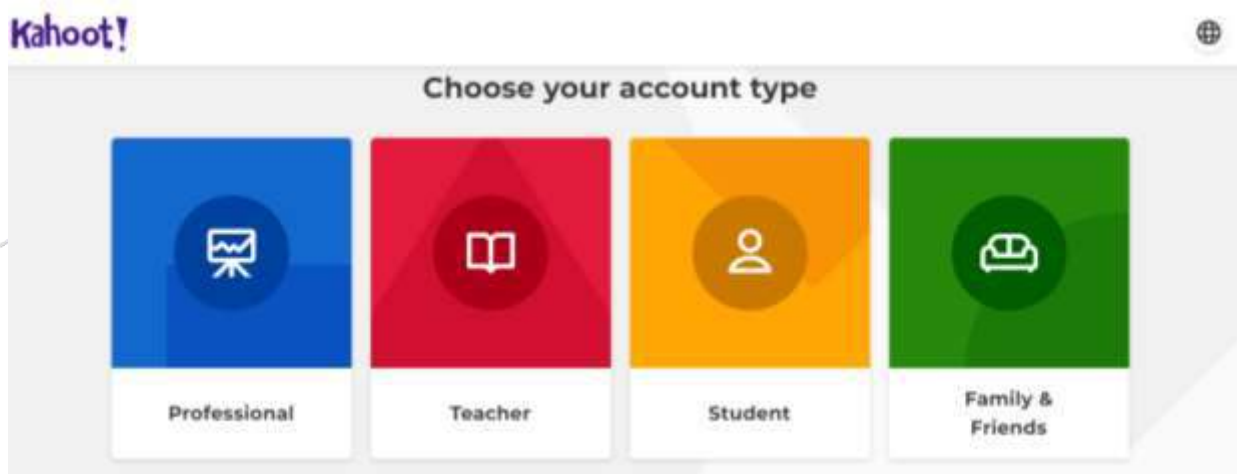 Kahoot!
Choose your account type
Professional
Teacher
Student
Family &
Friends